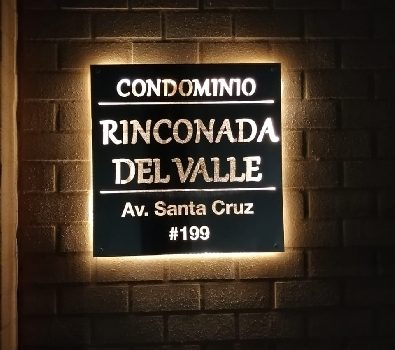 CONDOMINIO
RINCONADA
DEL VALLE
Av. Santa Cruz
#199